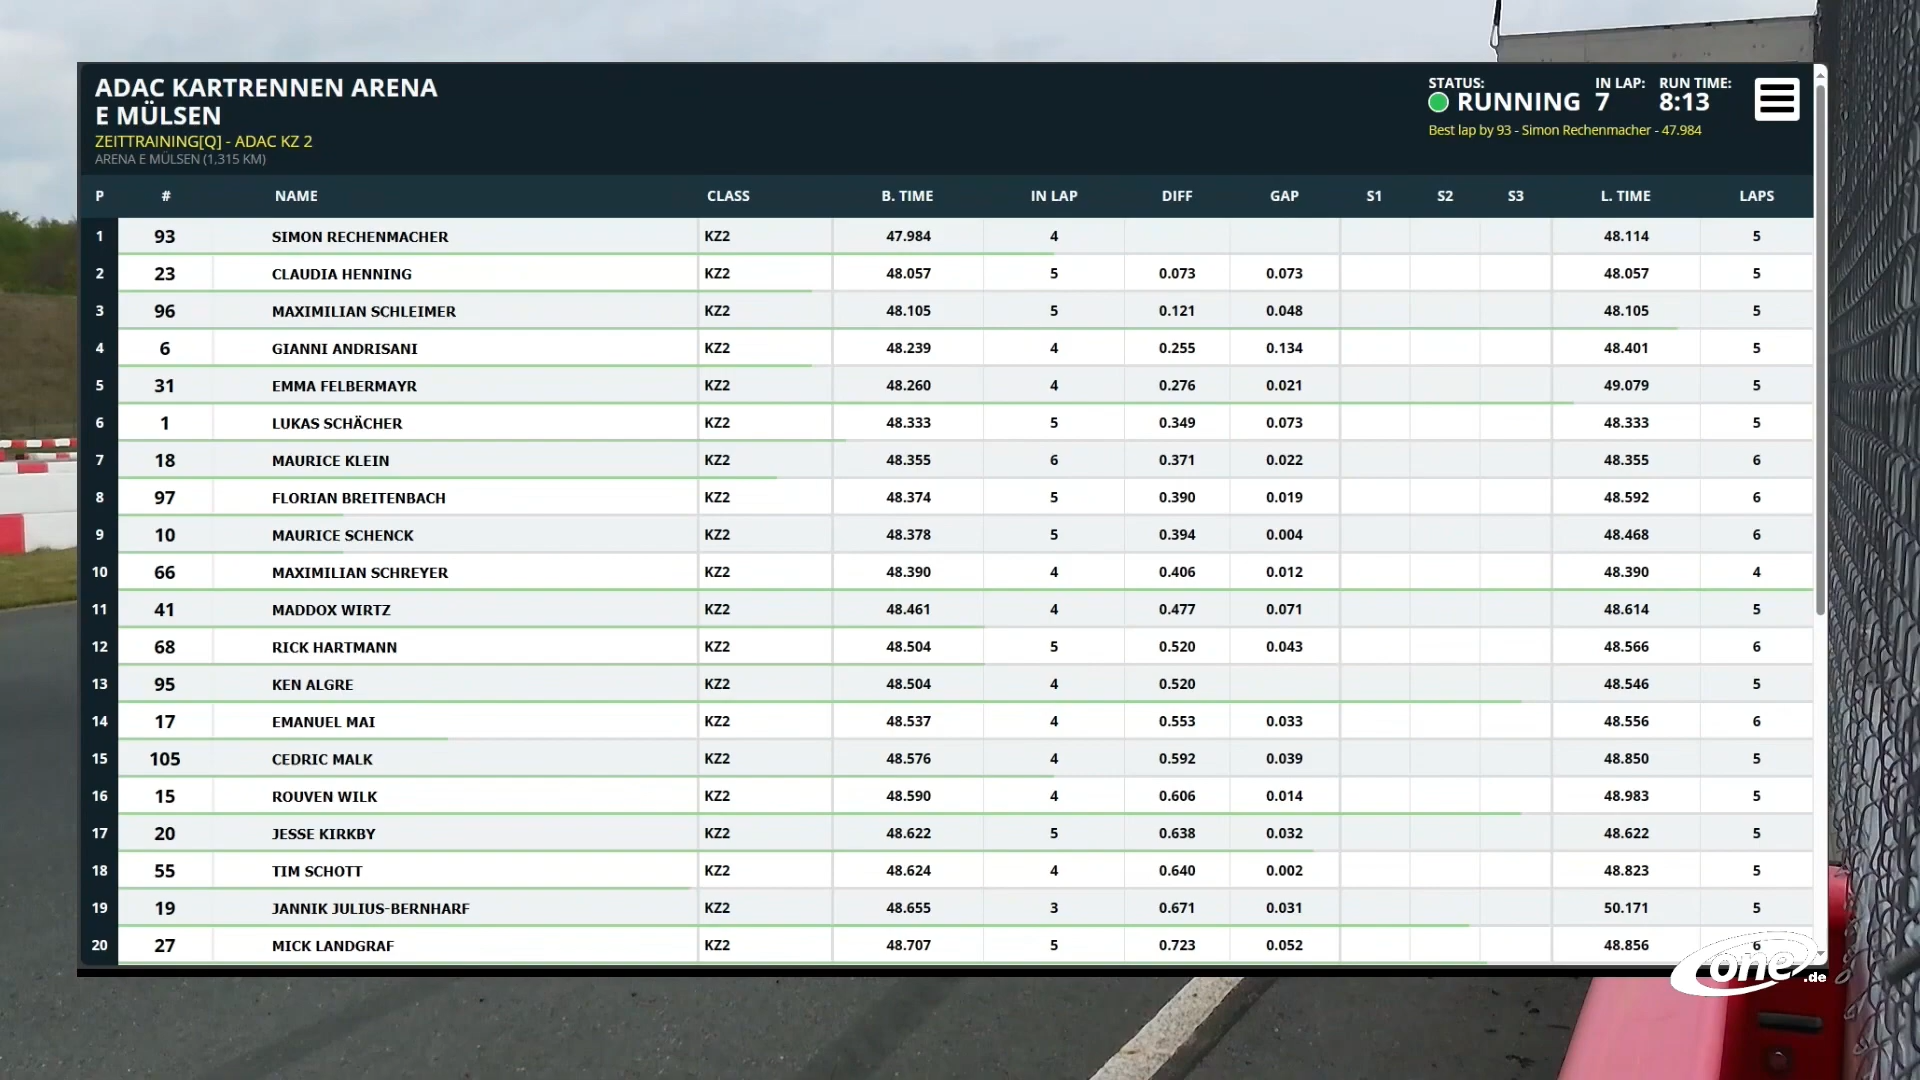 ADAC KARTRENNEN ARENA
E MÜLSEN
ZEITTRAINING[Q] - ADAC KZ 2
ARENA E MÜLSEN (1,315 KM)
STATUS: IN LAP: RUN TIME:
RUNNING 7 8:13
Best lap by 93 - Simon Rechenmacher - 47.984
P # NAME CLASS B. TIME IN LAP DIFF GAP S1 S2 S3 L. TIME LAPS
1 93 SIMON RECHENMACHER KZ2 47.984 4 48.114 5
2 23 CLAUDIA HENNING KZ2 48.057 5 0.073 0.073 48.057 5
3 96 MAXIMILIAN SCHLEIMER KZ2 48.105 5 0.121 0.048 48.105 5
4 6 GIANNI ANDRISANI KZ2 48.239 4 0.255 0.134 48.401 5
5 31 EMMA FELBERMAYR KZ2 48.260 4 0.276 0.021 49.079 5
6 1 LUKAS SCHÄCHER KZ2 48.333 5 0.349 0.073 48.333 5
7 18 MAURICE KLEIN KZ2 48.355 6 0.371 0.022 48.355 6
8 97 FLORIAN BREITENBACH KZ2 48.374 5 0.390 0.019 48.592 6
9 10 MAURICE SCHENCK KZ2 48.378 5 0.394 0.004 48.468 6
10 66 MAXIMILIAN SCHREYER KZ2 48.390 4 0.406 0.012 48.390 4
11 41 MADDOX WIRTZ KZ2 48.461 4 0.477 0.071 48.614 5
12 68 RICK HARTMANN KZ2 48.504 5 0.520 0.043 48.566 6
13 95 KEN ALGRE KZ2 48.504 4 0.520 48.546 5
14 17 EMANUEL MAI KZ2 48.537 4 0.553 0.033 48.556 6
15 105 CEDRIC MALK KZ2 48.576 4 0.592 0.039 48.850 5
16 15 ROUVEN WILK KZ2 48.590 4 0.606 0.014 48.983 5
17 20 JESSE KIRKBY KZ2 48.622 5 0.638 0.032 48.622 5
18 55 TIM SCHOTT KZ2 48.624 4 0.640 0.002 48.823 5
19 19 JANNIK JULIUS-BERNHARF KZ2 48.655 3 0.671 0.031 50.171 5
20 27 MICK LANDGRAF KZ2 48.707 5 0.723 0.052 48.856 6
one.de